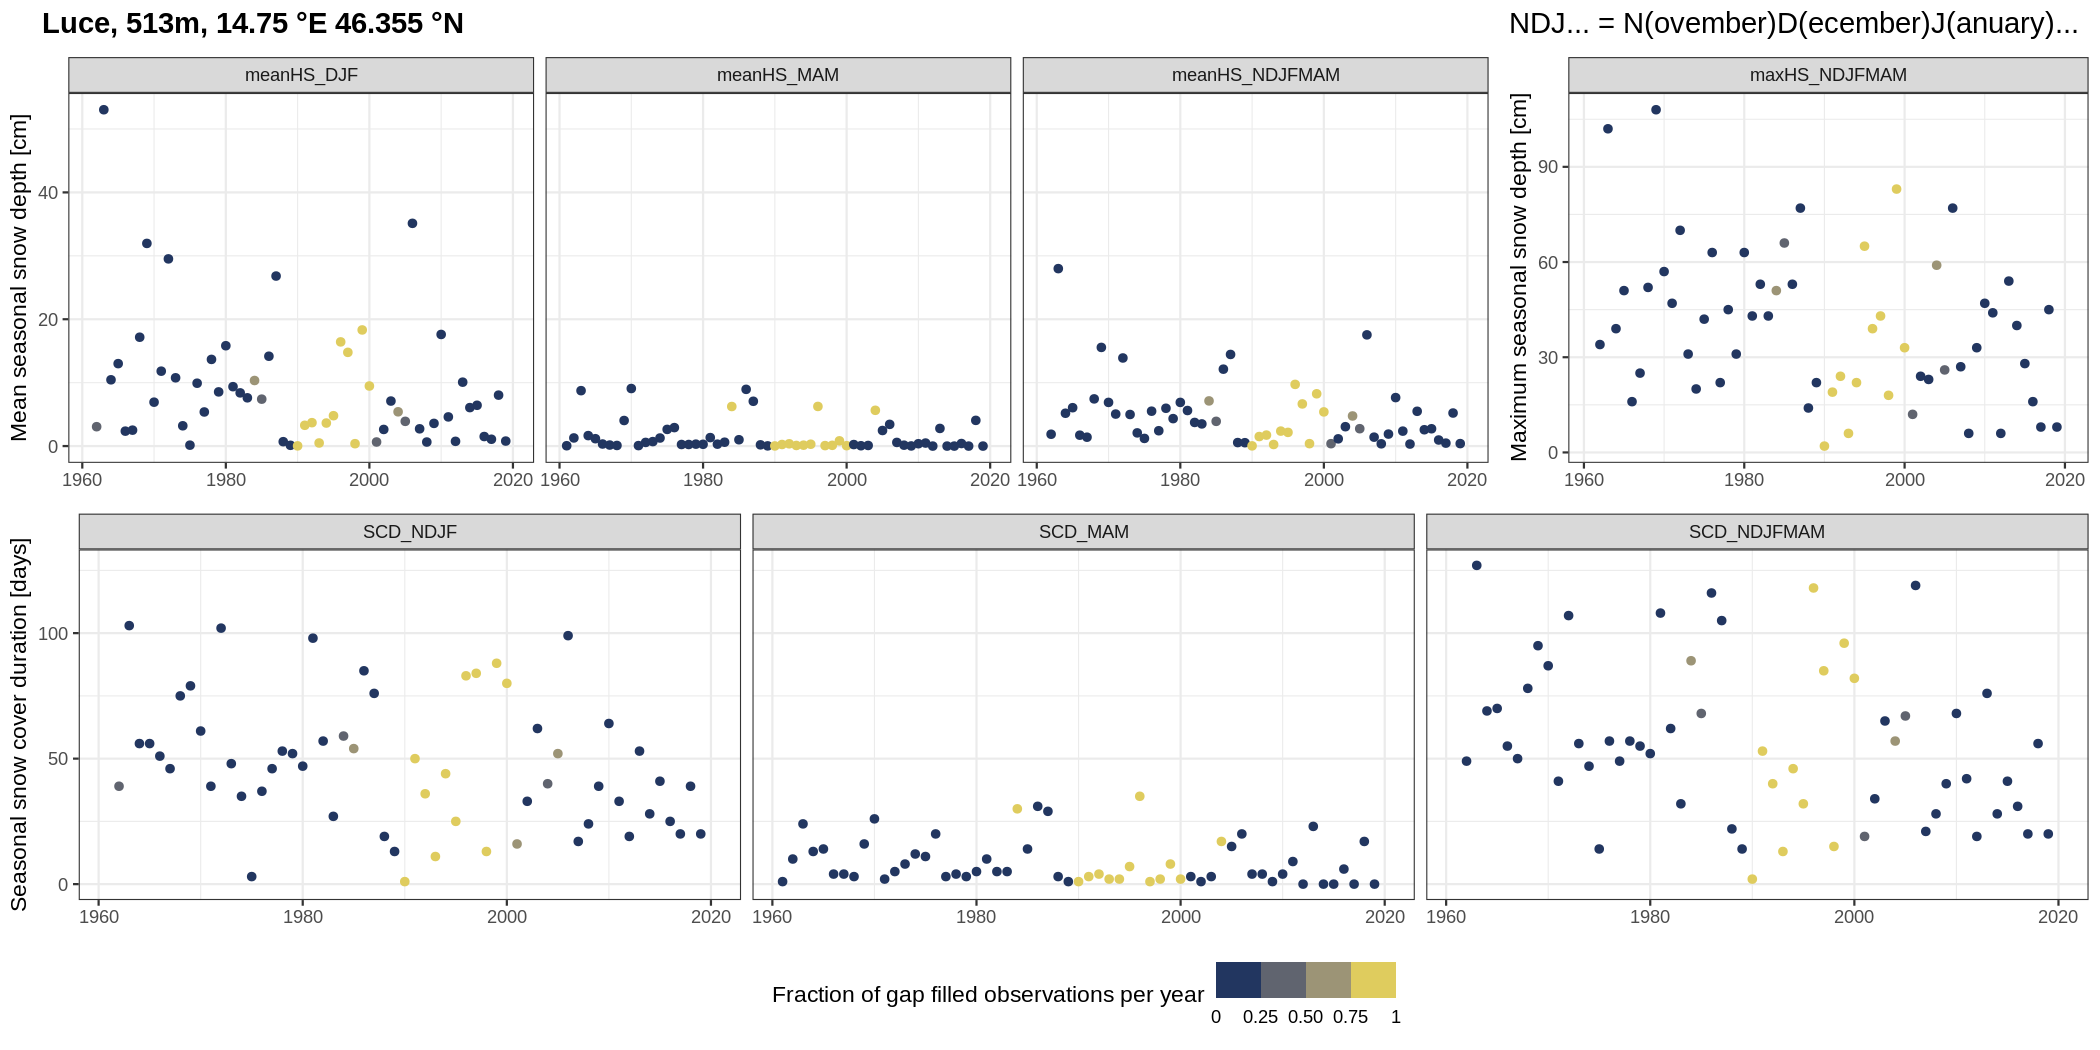 Luce, 513m, 14.75 °E 46.355 °N
NDJ... = N(ovember)D(ecember)J(anuary)...
meanHS_DJF
meanHS_MAM
meanHS_NDJFMAM
maxHS_NDJFMAM
Mean seasonal snow depth [cm]
40
20
0
1960 1980 2000 2020
1960 1980 2000 2020
1960 1980 2000 2020
Maximum seasonal snow depth [cm]
90
60
30
0
1960 1980 2000 2020
SCD_NDJF
SCD_MAM
SCD_NDJFMAM
Seasonal snow cover duration [days]
100
50
0
1960 1980 2000 2020
1960 1980 2000 2020
1960 1980 2000 2020
Fraction of gap filled observations per year
0 0.25 0.50 0.75 1